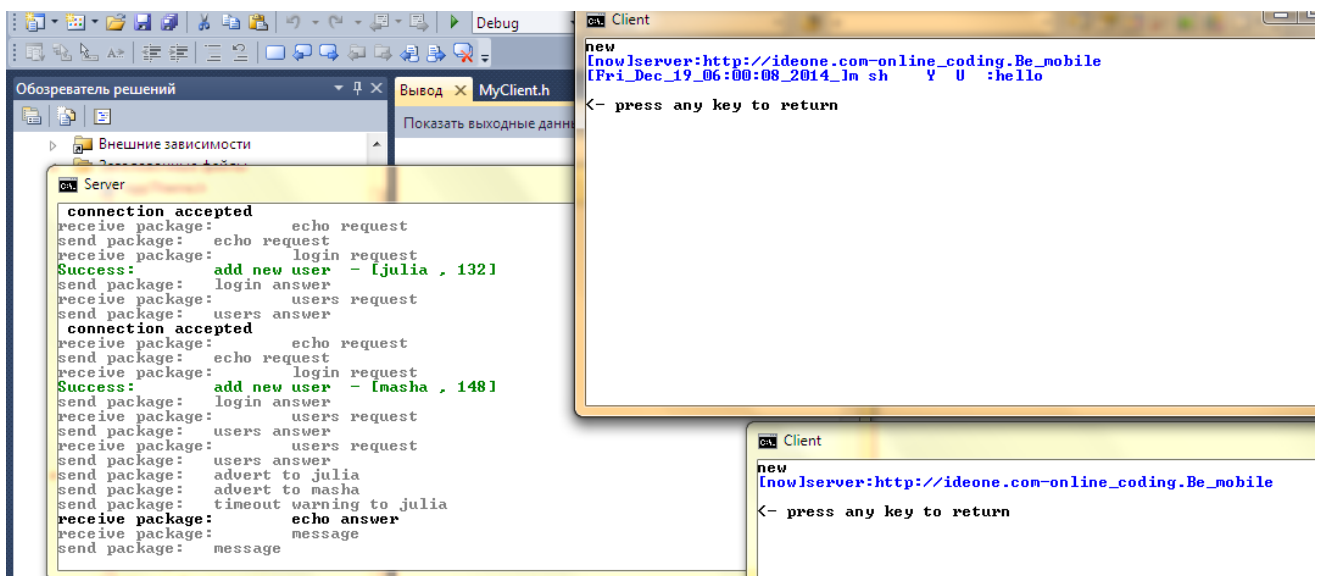 Debug
Обозреватель решений
Вывод MyClient.h
Показать выходные данн
Внешние зависимости
Client
new
[now]server:http://ideone.com-online_coding.Be_mobile
[Fri_Dec_19_06:00:08_2014_]m sh Y U :hello
<- press any key to return
Server
connection accepted
receive package: echo request
send package: echo request
receive package: login request
Success: add new user - [julia , 132]
send package: login answer
receive package: users request
send package: users answer
connection accepted
receive package: echo request
send package: echo request
receive package: login request
Success: add new user - [masha , 148]
send package: login answer
receive package: users request
send package: users answer
receive package: users request
send package: users answer
send package: advert to julia
send package: advert to masha
send package: timeout warning to julia
receive package: echo answer
receive package: message
send package: message
Client
new
[now]server:http://ideone.com-online_coding.Be_mobile
<- press any key to return